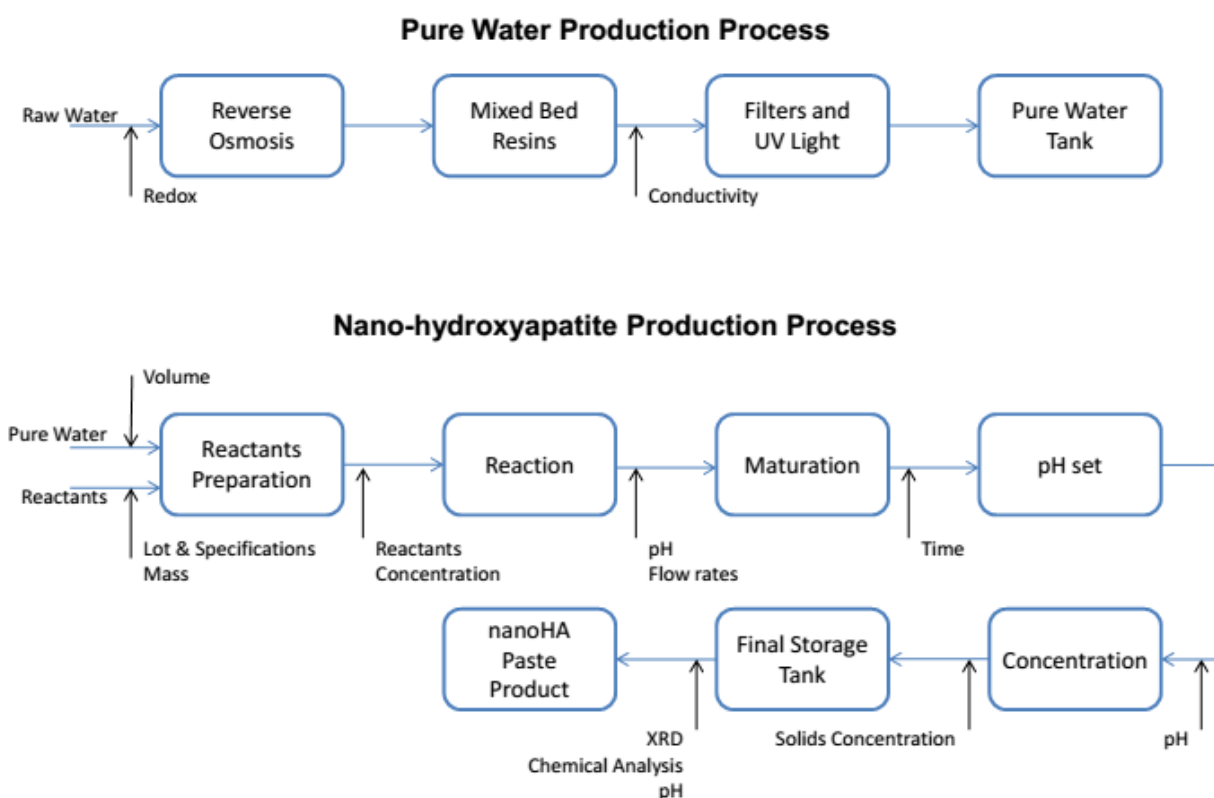 Pure Water Production Process
Raw Water
Reverse
Osmosis
Mixed Bed
Resins
Filters and
UV Light
Pure Water
Tank
Redox
Conductivity
Nano-hydroxyapatite Production Process
Volume
Pure Water
Reactants
Reactants
Preparation
Reaction
Maturation
pH set
Lot & Specifications
Mass
Reactants
Concentration
pH
Flow rates
Time
nanoHA
Paste
Product
Final Storage
Tank
Concentration
XRD
Chemical Analysis
pH
Solids Concentration
pH